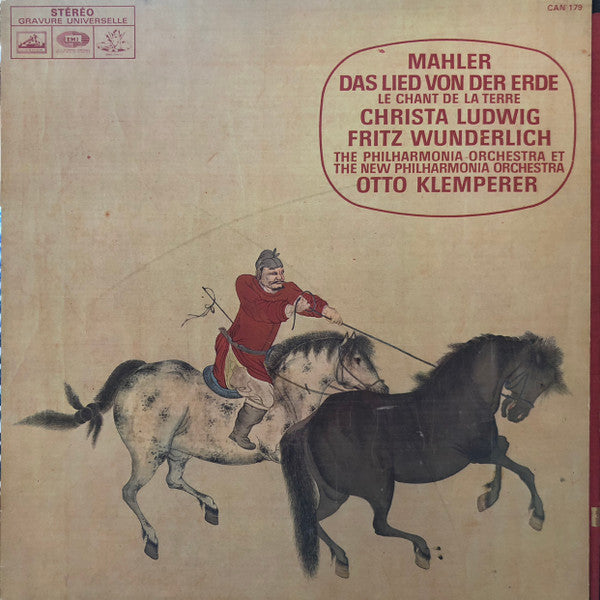 STÉRÉO
GRAVURE UNIVERSELLE
EMI
CAN 179
MAHLER
DAS LIED VON DER ERDE
LE CHANT DE LA TERRE
CHRISTA LUDWIG
FRITZ WUNDERLICH
THE PHILHARMONIA ORCHESTRA ET
THE NEW PHILHARMONIA ORCHESTRA
OTTO KLEMPERER